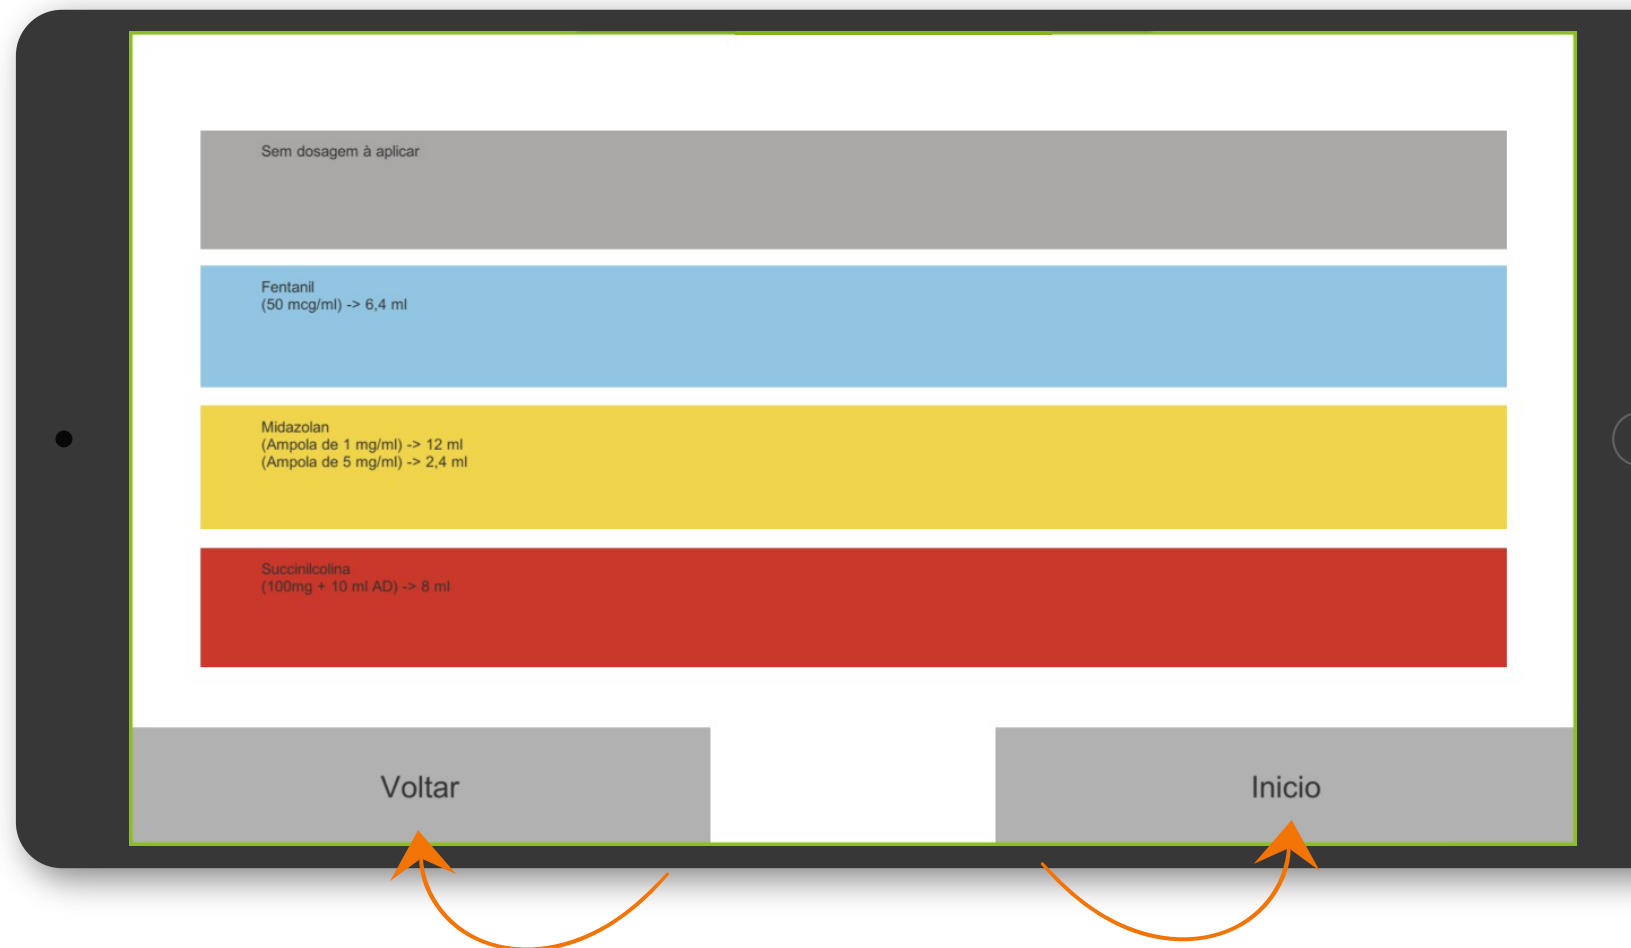 Sem dosagem à aplicar
Fentanil
(50 mcg/ml) -> 6,4 ml
Midazolan
(Ampola de 1 mg/ml) -> 12 ml
(Ampola de 5 mg/ml) -> 2,4 ml
Succinilcolina
(100mg + 10 ml AD) -> 8 ml
Voltar
Inicio